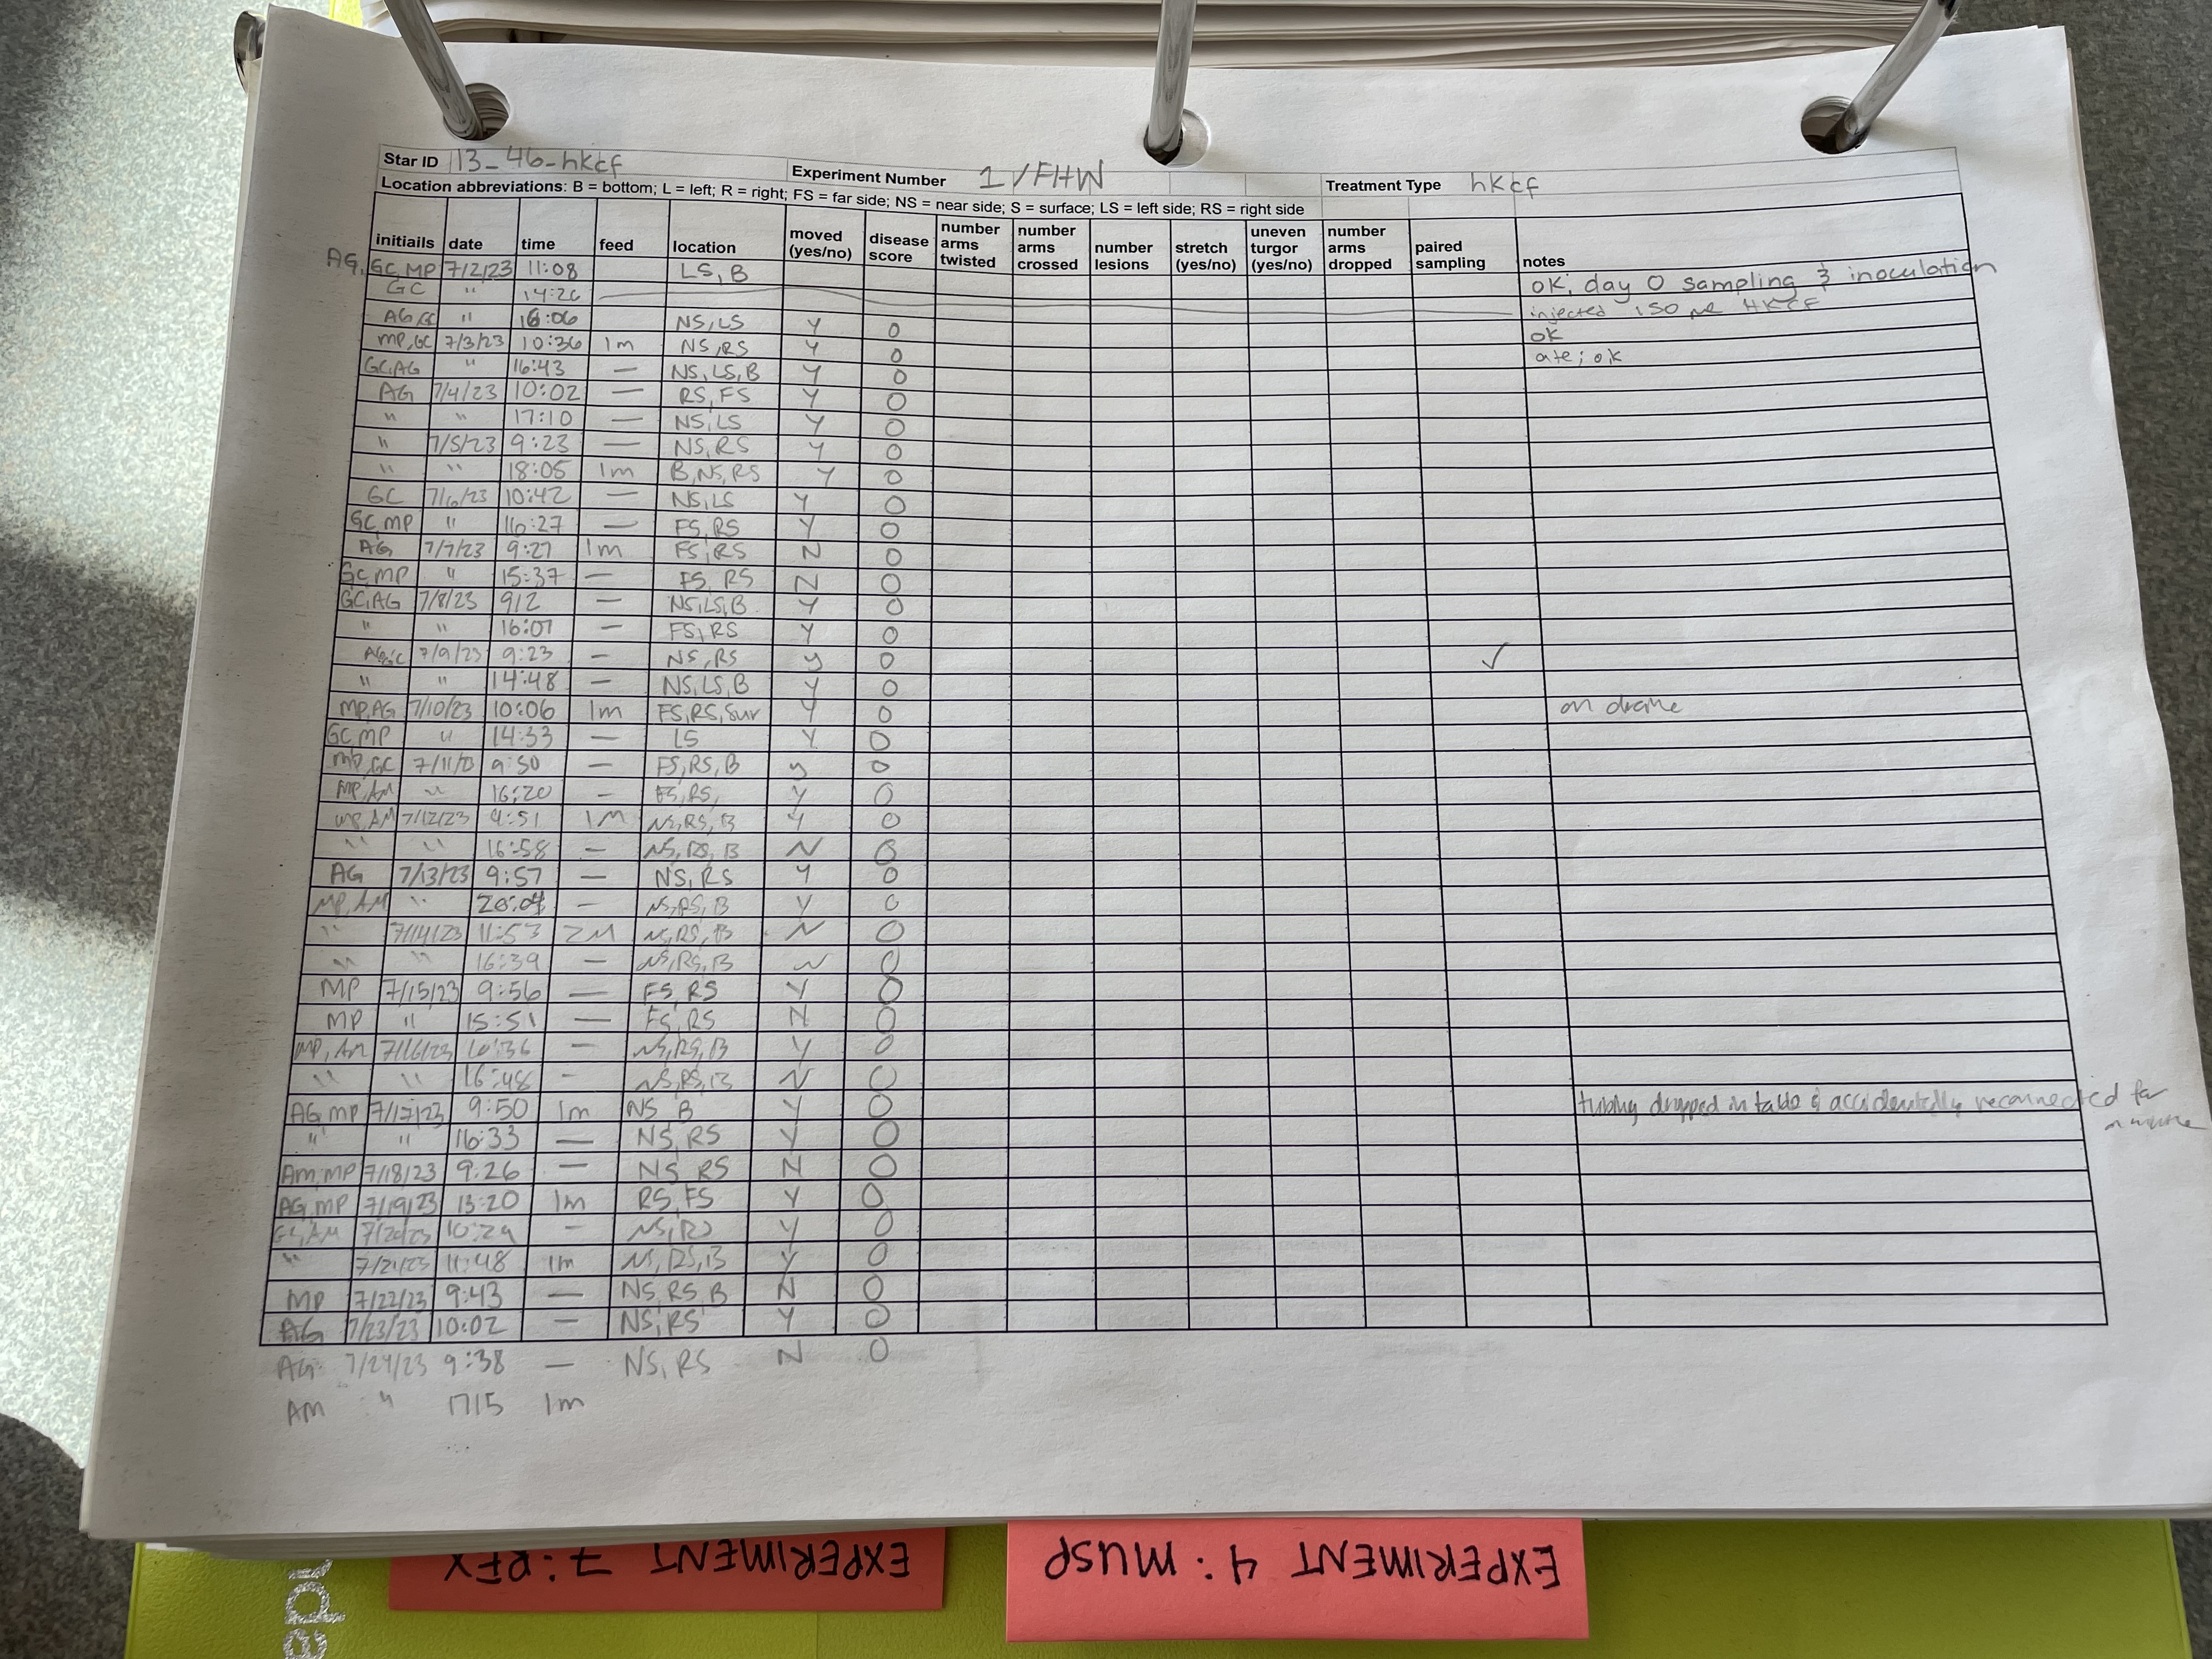 Star ID 13_46-hkcf Experiment Number 1/FHW Treatment Type hkcf
Location abbreviations: B = bottom; L = left; R = right; FS = far side; NS = near side; S = surface; LS = left side; RS = right side
initiails date time feed location moved (yes/no) disease score number arms twisted number arms crossed number lesions stretch (yes/no) uneven turgor (yes/no) number arms dropped paired sampling notes
AG, GC, MP 7/2/23 11:08 LS, B ok, day 0 sampling & inoculation
GC " 14:26 injected 150 HKCF
AG, GC " 16:06 NS, LS Y 0 ok
MP, GC 7/3/23 10:36 1m NS, RS Y 0 ate; ok
GC, AG " 16:43 — NS, LS, B Y 0
AG 7/4/23 10:02 — RS, FS Y 0
" " 17:10 — NS, LS Y 0
" 7/5/23 9:23 — NS, RS Y 0
" " 18:05 1m B, NS, RS Y 0
GC 7/6/23 10:42 — NS, LS Y 0
GC, MP " 16:27 — FS, RS Y 0
AG 7/7/23 9:27 1m FS, RS N 0
GC, MP " 15:37 — FS, RS N 0
GC, AG 7/8/23 912 — NS, LS, B Y 0
" " 16:07 — FS, RS Y 0
AG, GC 7/9/23 9:23 — NS, RS y 0 ✓
" " 14:48 — NS, LS, B Y 0
MP, AG 7/10/23 10:06 1m FS, RS, Sur Y 0 on
GC, MP " 14:33 — LS Y 0
MP, GC 7/11/23 9:50 — FS, RS, B y 0
MP, AM " 16:20 — FS, RS, Y 0
MP, AM 7/12/23 9:51 1M NS, RS, B Y 0
" " 16:58 — NS, RS, B N 0
AG 7/13/23 9:57 — NS, RS Y 0
MP, AM " — NS, RS, B Y 0
" 7/14/23 11:53 2M NS, RS, B N 0
" " 16:39 — NS, RS, B N 0
MP 7/15/23 9:56 — FS, RS Y 0
MP " 15:51 — FS, RS N 0
MP, AM 7/16/23 10:36 — NS, RS, B Y 0
" " 16:48 — NS, RS, B N 0
AG, MP 7/17/23 9:50 1m NS B Y 0 tubing dropped in & accidentally reconnected for
" " 16:33 — NS, RS Y 0
AM, MP 7/18/23 9:26 — NS, RS N 0
AG, MP 7/19/23 13:20 1m RS, FS Y 0
GC, AM 7/20/23 10:29 — NS, RS Y 0
" 7/21/23 11:48 1m NS, RS, B Y 0
MP 7/22/23 9:43 — NS, RS, B N 0
AG 7/23/23 10:02 — NS, RS Y 0
AG 7/24/23 9:38 — NS, RS N 0
AM " 1715 1m
EXPERIMENT 7: PFX
EXPERIMENT 4: MUSP